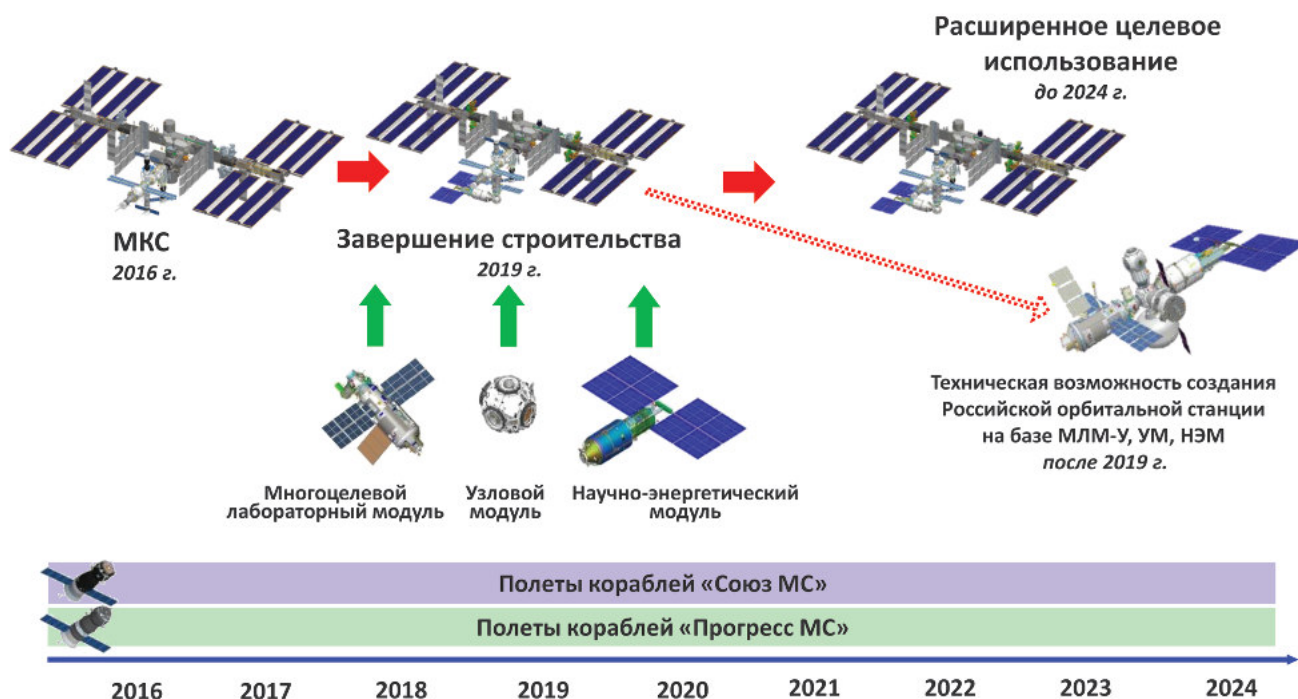 Расширенное целевое
использование
до 2024 г.
МКС
2016 г.
Завершение строительства
2019 г.
Техническая возможность создания
Российской орбитальной станции
на базе МЛМ-У, УМ, НЭМ
после 2019 г.
Многоцелевой
лабораторный модуль
Узловой
модуль
Научно-энергетический
модуль
Полеты кораблей «Союз МС»
Полеты кораблей «Прогресс МС»
2016 2017 2018 2019 2020 2021 2022 2023 2024